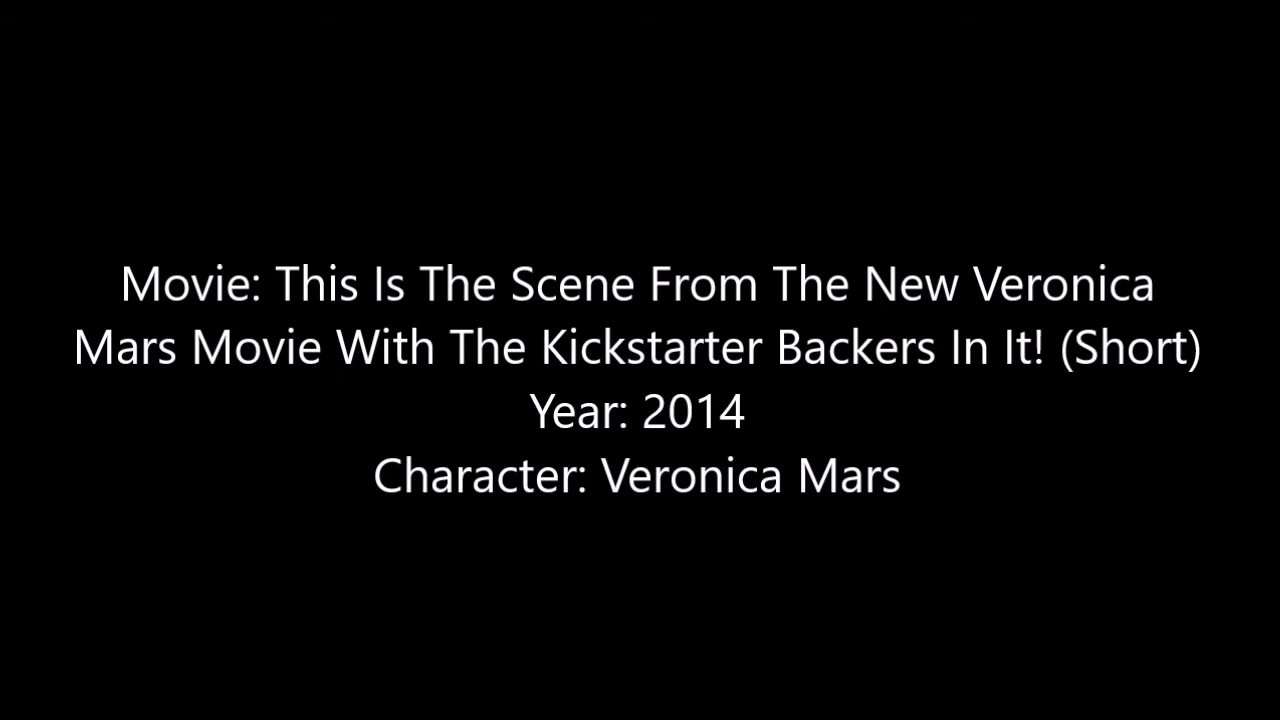 Movie: This Is The Scene From The New Veronica
Mars Movie With The Kickstarter Backers In It! (Short)
Year: 2014
Character: Veronica Mars